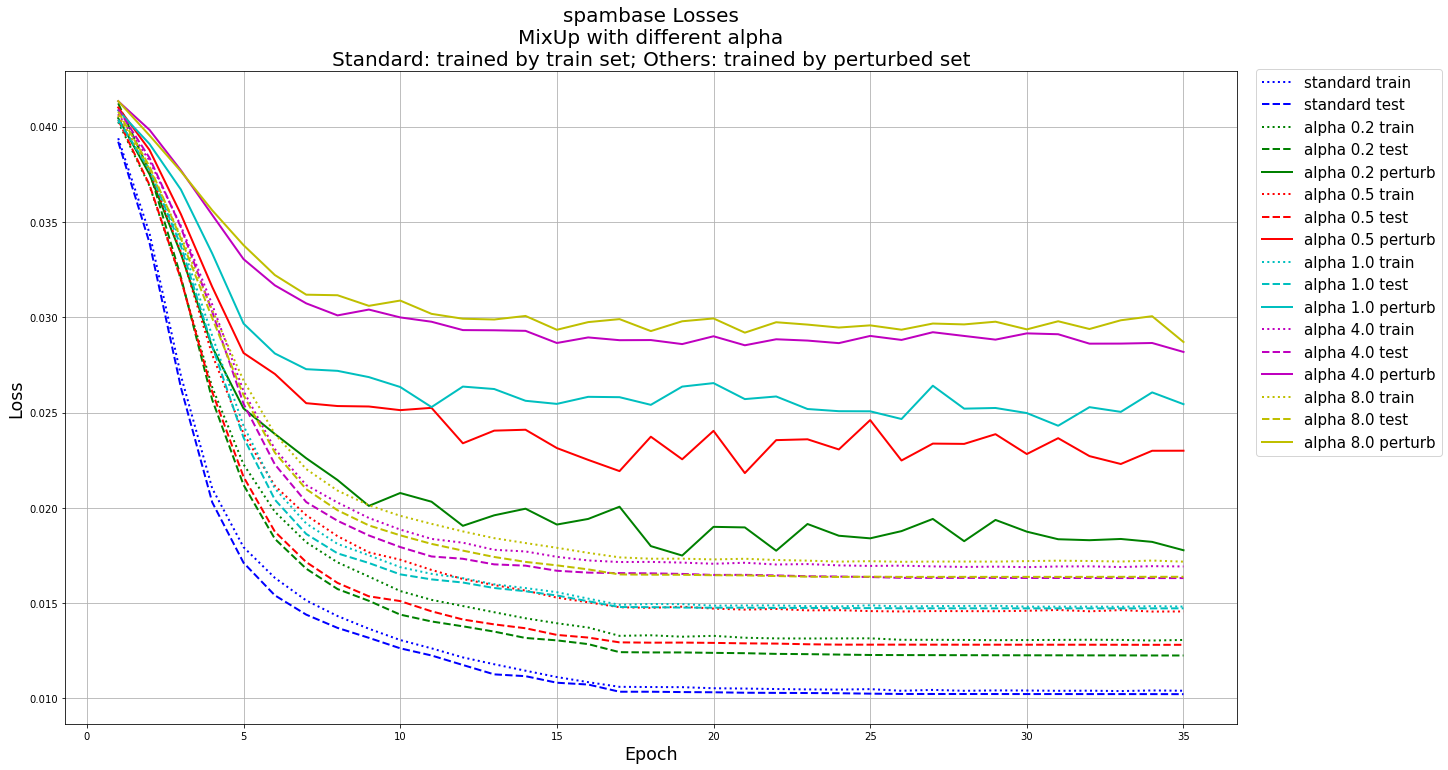 spambase Losses
MixUp with different alpha
Standard: trained by train set; Others: trained by perturbed set
Loss
0.040
0.035
0.030
0.025
0.020
0.015
0.010
0
5
10
15
20
25
30
35
Epoch
standard train
standard test
alpha 0.2 train
alpha 0.2 test
alpha 0.2 perturb
alpha 0.5 train
alpha 0.5 test
alpha 0.5 perturb
alpha 1.0 train
alpha 1.0 test
alpha 1.0 perturb
alpha 4.0 train
alpha 4.0 test
alpha 4.0 perturb
alpha 8.0 train
alpha 8.0 test
alpha 8.0 perturb